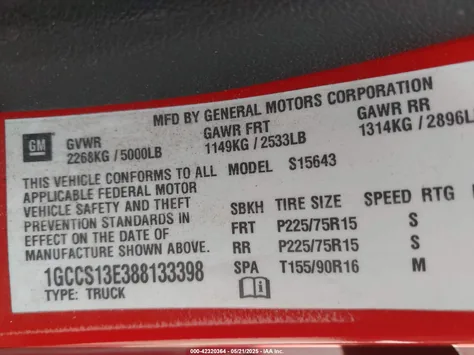 MFD BY GENERAL MOTORS CORPORATION
GM
GVWR GAWR FRT GAWR RR
2268KG / 5000LB 1149KG / 2533LB 1314KG / 2896L
THIS VEHICLE CONFORMS TO ALL MODEL S15643
APPLICABLE FEDERAL MOTOR
VEHICLE SAFETY AND THEFT SBKH TIRE SIZE SPEED RTG
PREVENTION STANDARDS IN FRT P225/75R15 S
EFFECT ON THE DATE OF RR P225/75R15 S
MANUFACTURE SHOWN ABOVE. SPA T155/90R16 M
1GCCS13E388133398
TYPE: TRUCK
000-42320364 - 05/21/2025 - IAA Inc.